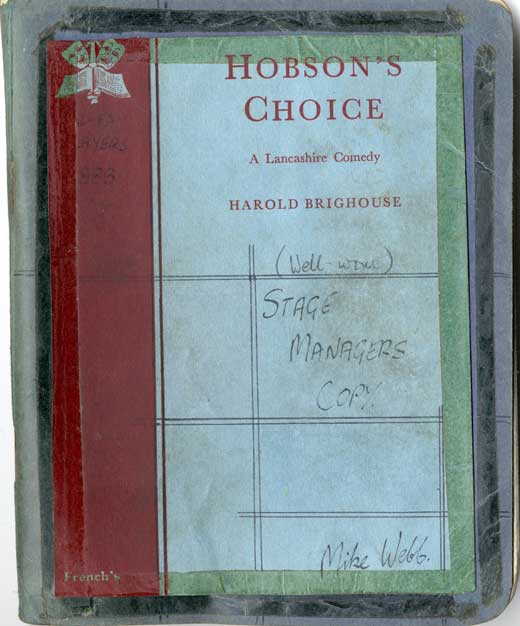 HOBSON'S
CHOICE
A Lancashire Comedy
HAROLD BRIGHOUSE
(Well-worn)
STAGE
MANAGERS
COPY.
Mike Webb.
French's